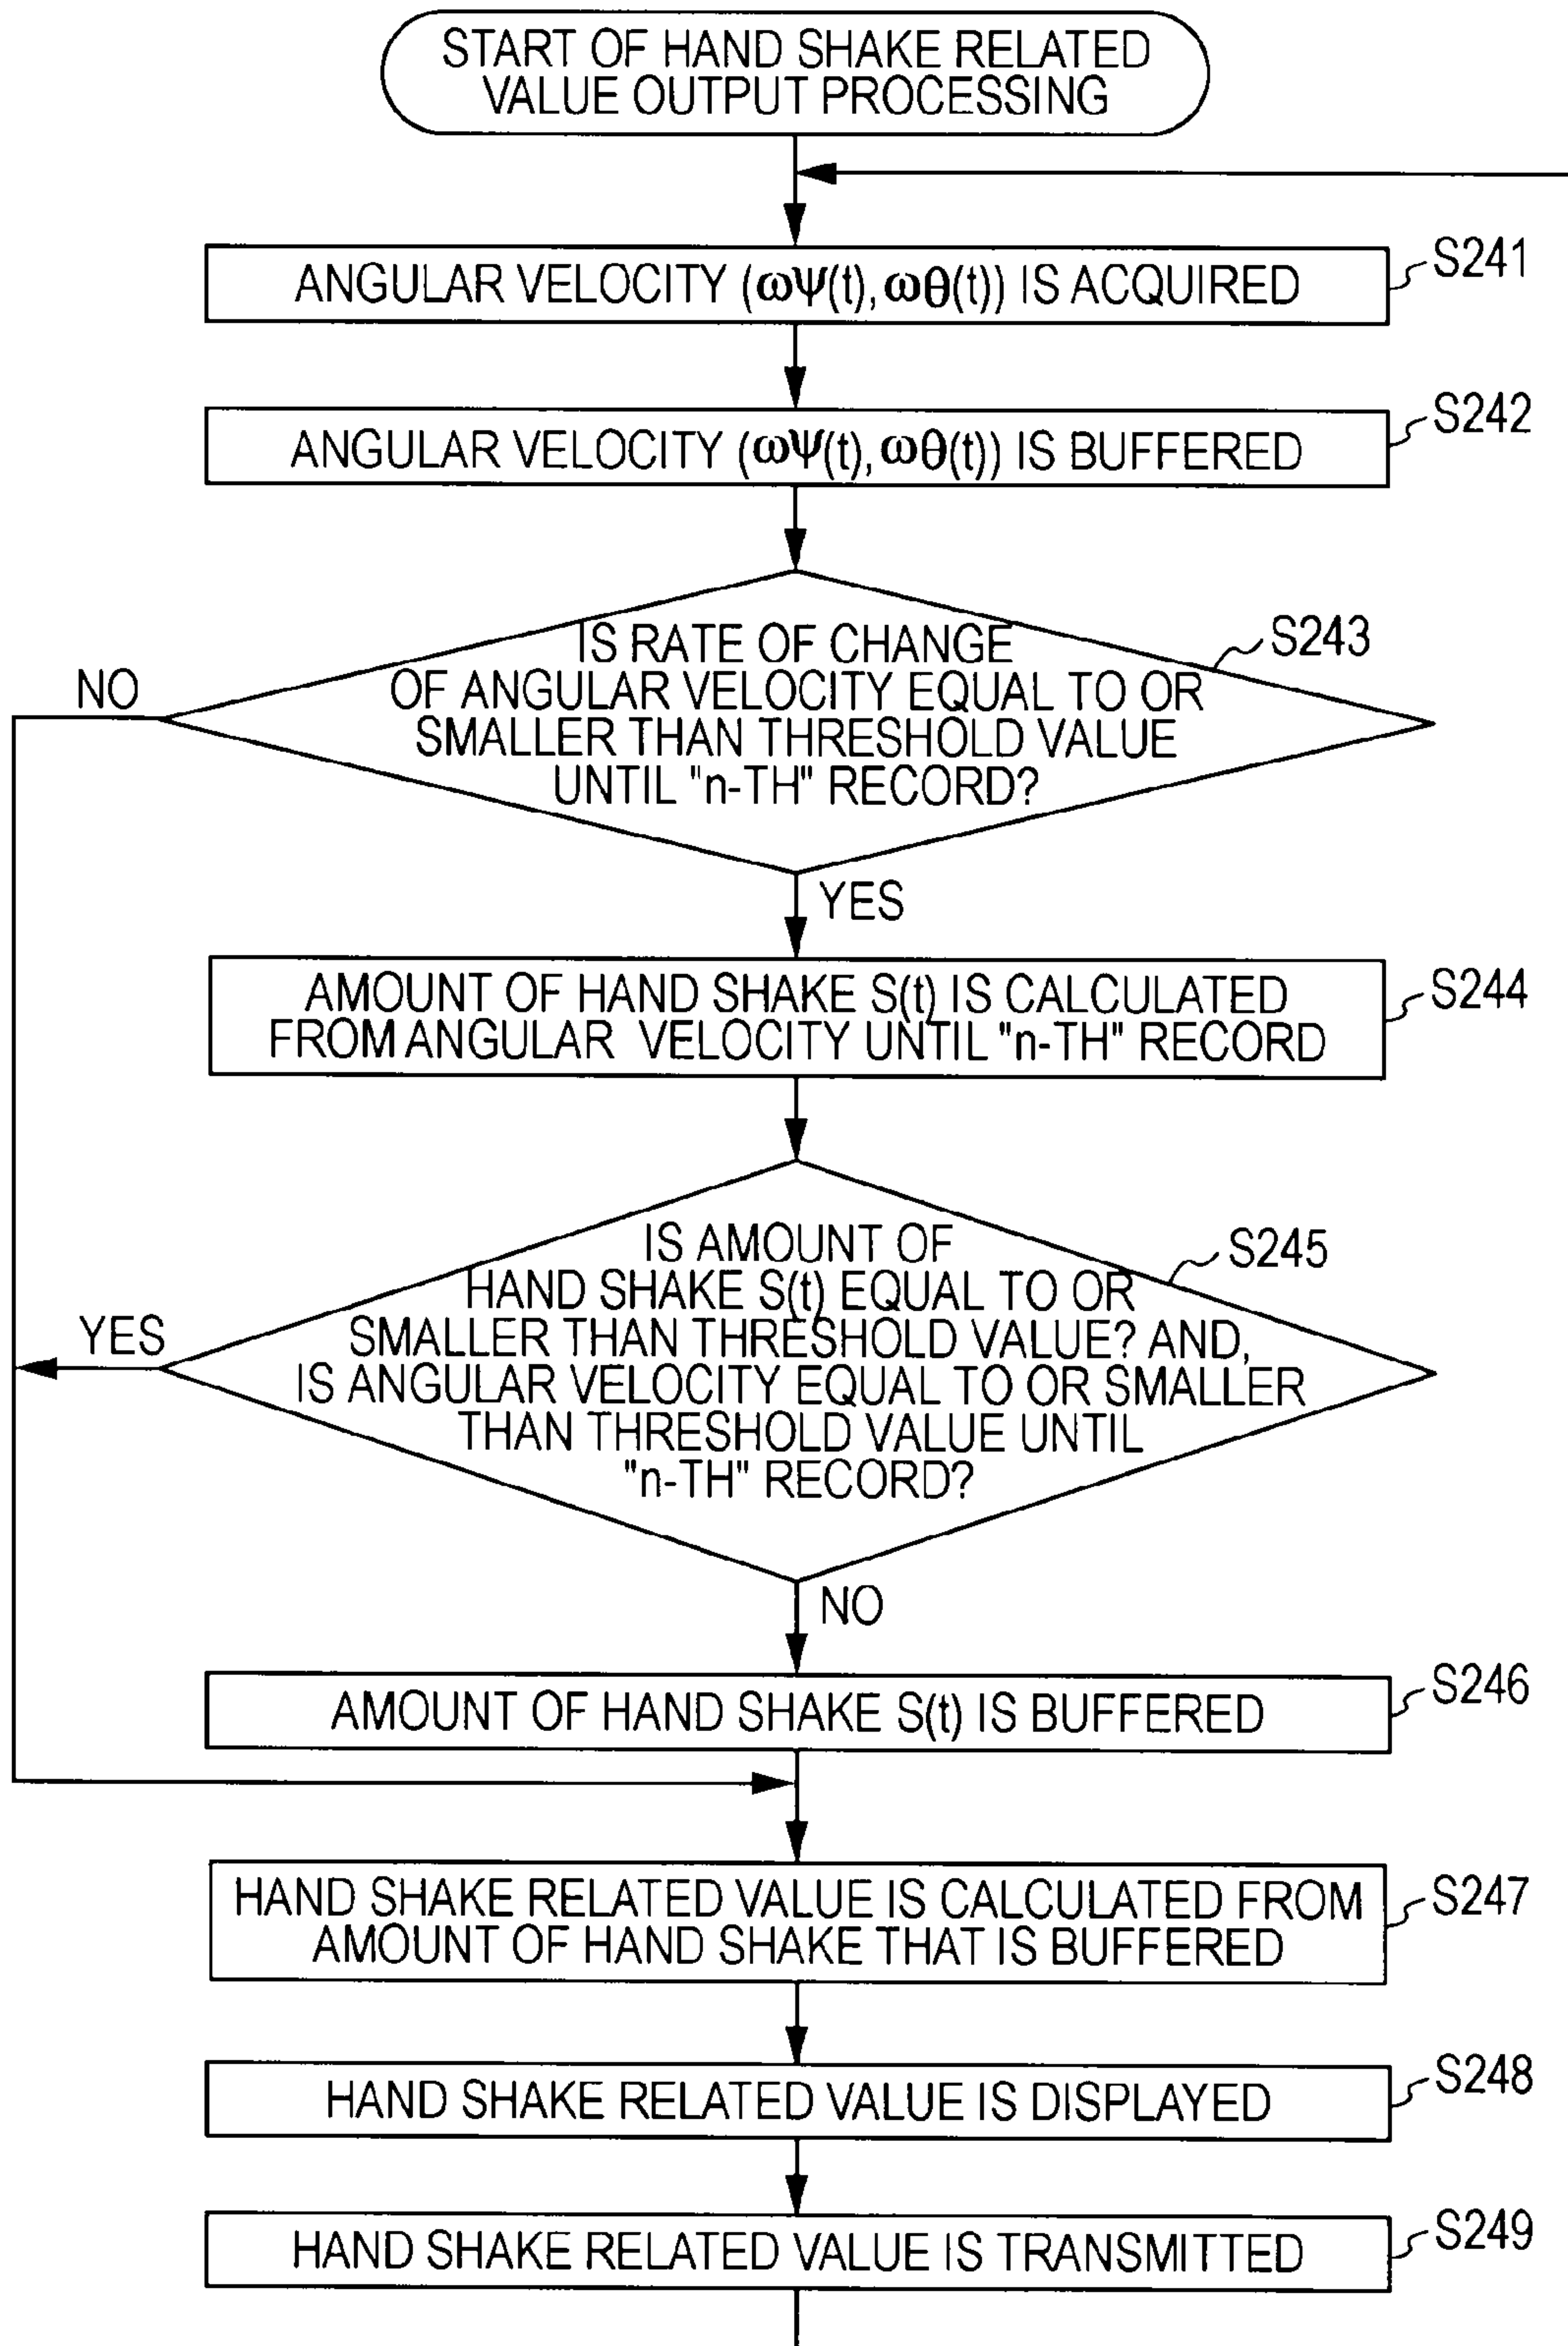 START OF HAND SHAKE RELATED
VALUE OUTPUT PROCESSING
ANGULAR VELOCITY (ωΨ(t), ωθ(t)) IS ACQUIRED
S241
ANGULAR VELOCITY (ωΨ(t), ωθ(t)) IS BUFFERED
S242
IS RATE OF CHANGE
OF ANGULAR VELOCITY EQUAL TO OR
SMALLER THAN THRESHOLD VALUE
UNTIL "n-TH" RECORD?
S243
NO
YES
AMOUNT OF HAND SHAKE S(t) IS CALCULATED
FROM ANGULAR VELOCITY UNTIL "n-TH" RECORD
S244
IS AMOUNT OF
HAND SHAKE S(t) EQUAL TO OR
SMALLER THAN THRESHOLD VALUE? AND,
IS ANGULAR VELOCITY EQUAL TO OR SMALLER
THAN THRESHOLD VALUE UNTIL
"n-TH" RECORD?
S245
YES
NO
AMOUNT OF HAND SHAKE S(t) IS BUFFERED
S246
HAND SHAKE RELATED VALUE IS CALCULATED FROM
AMOUNT OF HAND SHAKE THAT IS BUFFERED
S247
HAND SHAKE RELATED VALUE IS DISPLAYED
S248
HAND SHAKE RELATED VALUE IS TRANSMITTED
S249